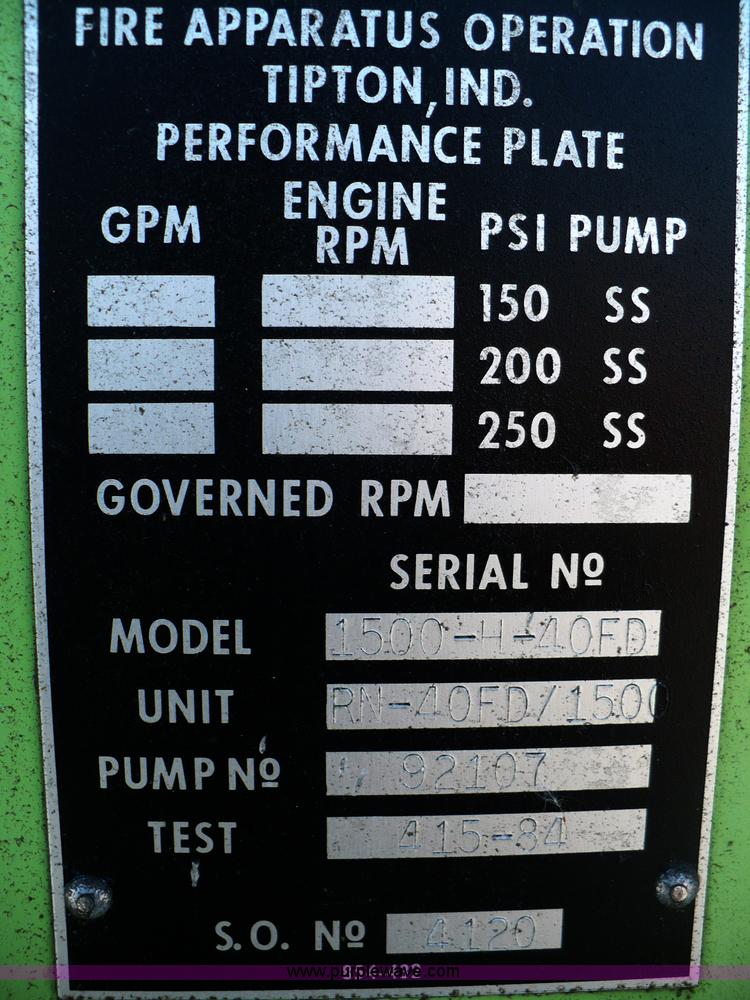 FIRE APPARATUS OPERATION
TIPTON, IND.
PERFORMANCE PLATE
GPM ENGINE RPM PSI PUMP
150 SS
200 SS
250 SS
GOVERNED RPM
SERIAL Nº
MODEL 1500-H-40FD
UNIT RN-40FD/1500
PUMP Nº 92107
TEST 415-84
S.O. Nº 4120
www.purplewave.com